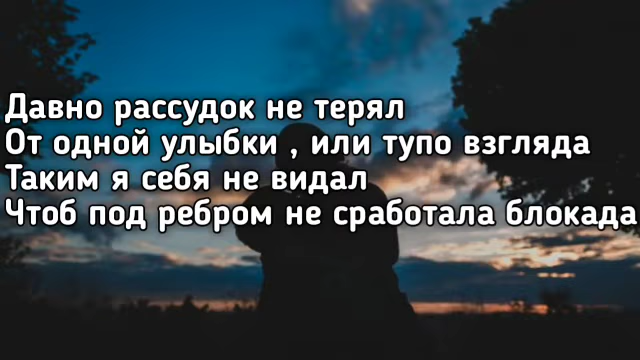 Давно рассудок не терял
От одной улыбки , или тупо взгляда
Таким я себя не видал
Чтоб под ребром не сработала блокада